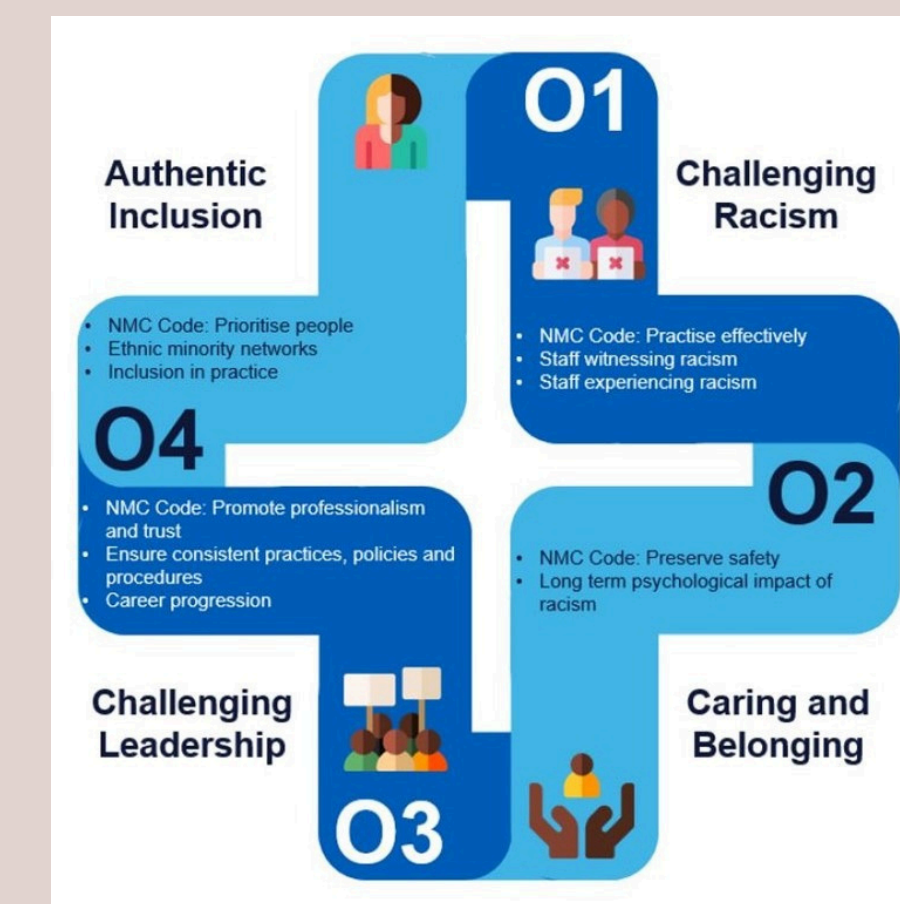 O1
Challenging
Racism
• NMC Code: Practise effectively
• Staff witnessing racism
• Staff experiencing racism
O2
Caring and
Belonging
• NMC Code: Preserve safety
• Long term psychological impact of
racism
O3
Challenging
Leadership
• NMC Code: Promote professionalism
and trust
• Ensure consistent practices, policies and
procedures
• Career progression
O4
Authentic
Inclusion
• NMC Code: Prioritise people
• Ethnic minority networks
• Inclusion in practice